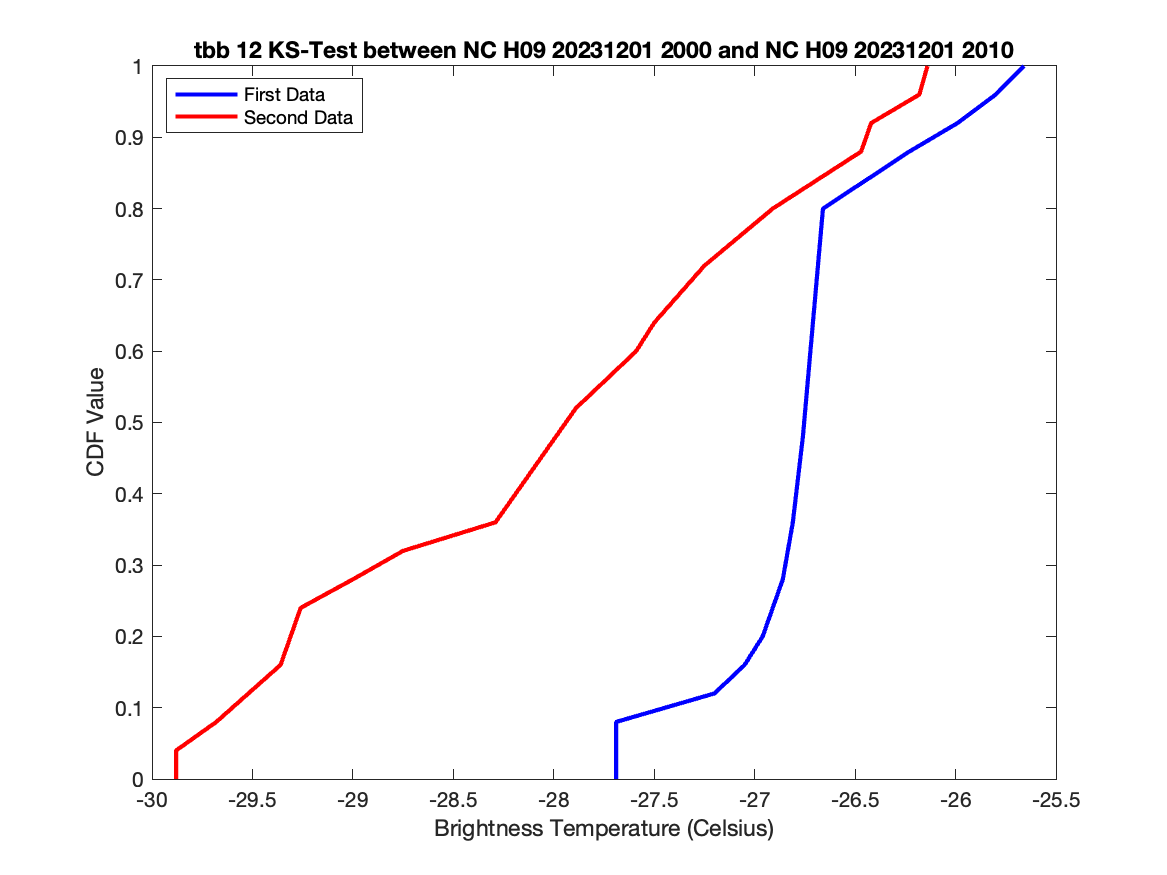 tbb 12 KS-Test between NC H09 20231201 2000 and NC H09 20231201 2010
First Data
Second Data
1
0.9
0.8
0.7
0.6
0.5
0.4
0.3
0.2
0.1
0
CDF Value
-30 -29.5 -29 -28.5 -28 -27.5 -27 -26.5 -26 -25.5
Brightness Temperature (Celsius)